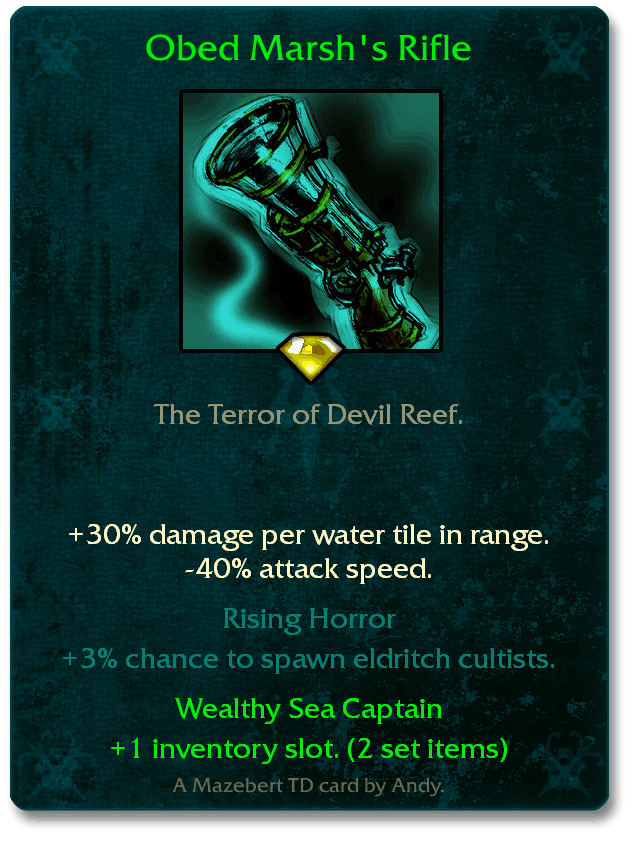 Obed Marsh's Rifle
The Terror of Devil Reef.
+30% damage per water tile in range.
-40% attack speed.
Rising Horror
+3% chance to spawn eldritch cultists.
Wealthy Sea Captain
+1 inventory slot. (2 set items)
A Mazebert TD card by Andy.